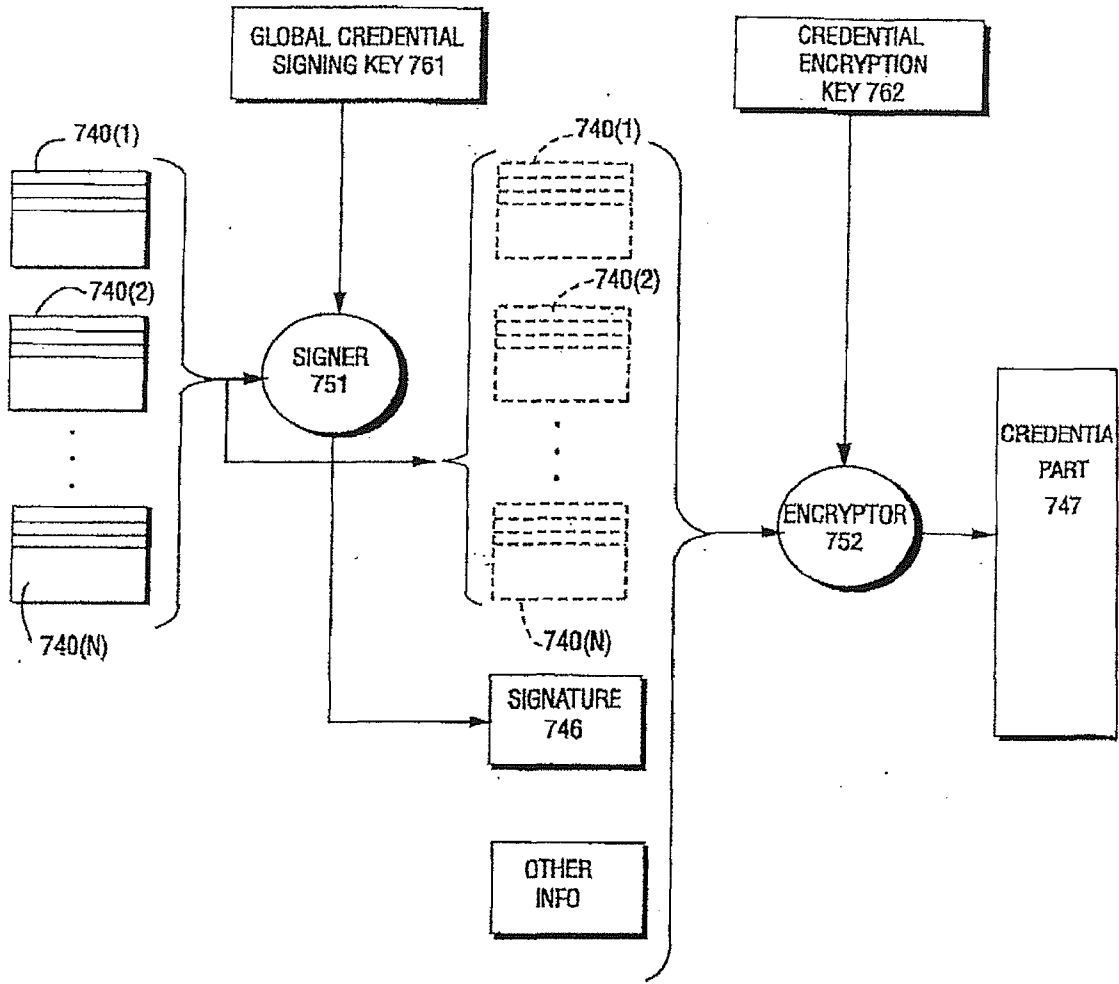 GLOBAL CREDENTIAL
SIGNING KEY 761
CREDENTIAL
ENCRYPTION
KEY 762
740(1)
740(1)
740(2)
740(2)
SIGNER
751
CREDENTIA
PART
747
ENCRYPTOR
752
740(N)
740(N)
SIGNATURE
746
OTHER
INFO